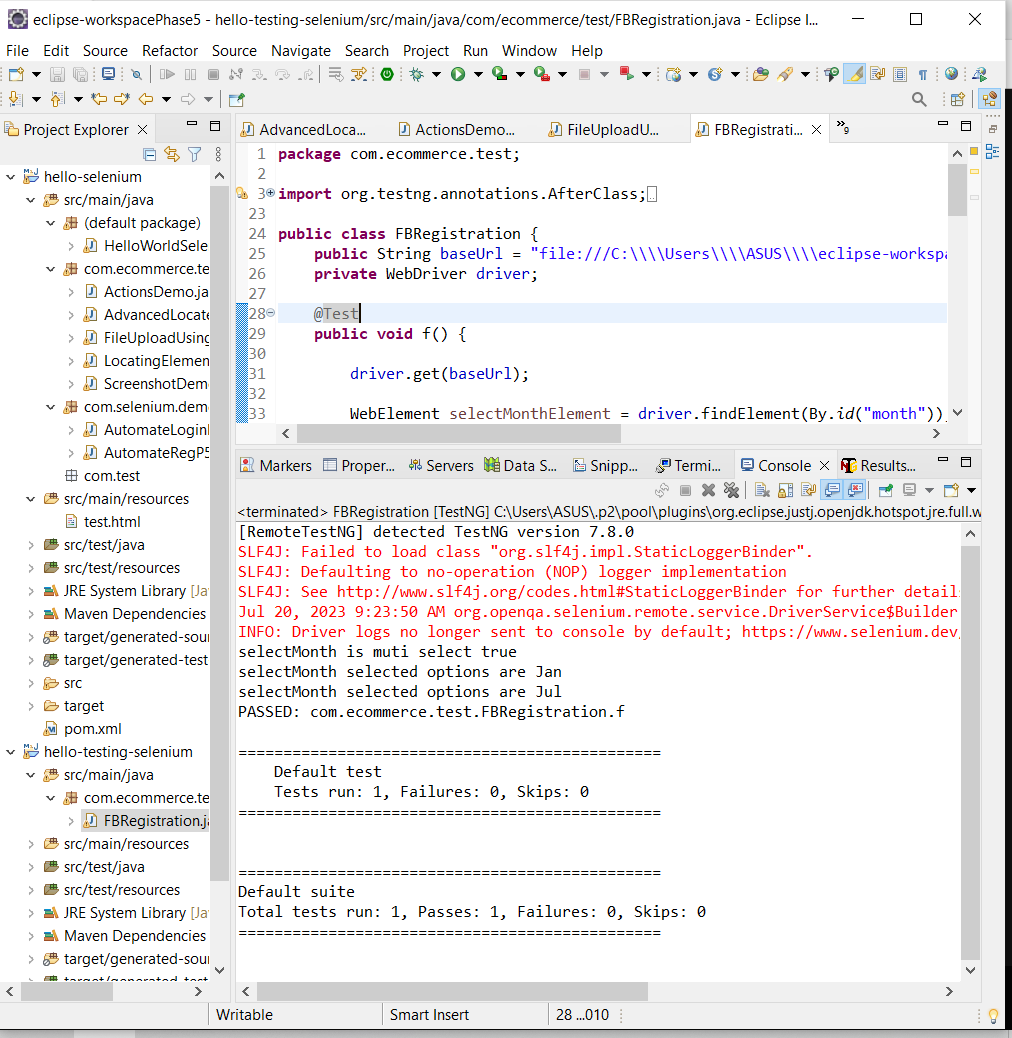 eclipse-workspacePhase5 - hello-testing-selenium/src/main/java/com/ecommerce/test/FBRegistration.java - Eclipse I...
File Edit Source Refactor Source Navigate Search Project Run Window Help
Project Explorer
hello-selenium
src/main/java
(default package)
HelloWorldSele
com.ecommerce.te
ActionsDemo.ja
AdvancedLocate
FileUploadUsing
LocatingElemen
ScreenshotDem
com.selenium.dem
AutomateLoginl
AutomateRegP5
com.test
src/main/resources
test.html
src/test/java
src/test/resources
JRE System Library [Ja
Maven Dependencies
target/generated-sour
target/generated-test
src
target
pom.xml
hello-testing-selenium
src/main/java
com.ecommerce.te
FBRegistration.ja
src/main/resources
src/test/java
src/test/resources
JRE System Library [Ja
Maven Dependencies
target/generated-sour
target/generated-test
AdvancedLoca... ActionsDemo... FileUploadU... FBRegistrati... »9
1 package com.ecommerce.test;
2
3 import org.testng.annotations.AfterClass;
23
24 public class FBRegistration {
25 public String baseUrl = "file:///C:\\\\Users\\\\ASUS\\\\eclipse-workspa
26 private WebDriver driver;
27
28 @Test
29 public void f() {
30
31 driver.get(baseUrl);
32
33 WebElement selectMonthElement = driver.findElement(By.id("month"))
Markers Proper... Servers Data S... Snipp... Termi... Console Results...
<terminated> FBRegistration [TestNG] C:\Users\ASUS\.p2\pool\plugins\org.eclipse.justj.openjdk.hotspot.jre.full.w
[RemoteTestNG] detected TestNG version 7.8.0
SLF4J: Failed to load class "org.slf4j.impl.StaticLoggerBinder".
SLF4J: Defaulting to no-operation (NOP) logger implementation
SLF4J: See http://www.slf4j.org/codes.html#StaticLoggerBinder for further detail
Jul 20, 2023 9:23:50 AM org.openqa.selenium.remote.service.DriverService$Builder
INFO: Driver logs no longer sent to console by default; https://www.selenium.dev/
selectMonth is muti select true
selectMonth selected options are Jan
selectMonth selected options are Jul
PASSED: com.ecommerce.test.FBRegistration.f
===============================================
Default test
Tests run: 1, Failures: 0, Skips: 0
===============================================
===============================================
Default suite
Total tests run: 1, Passes: 1, Failures: 0, Skips: 0
===============================================
Writable Smart Insert 28 ...010